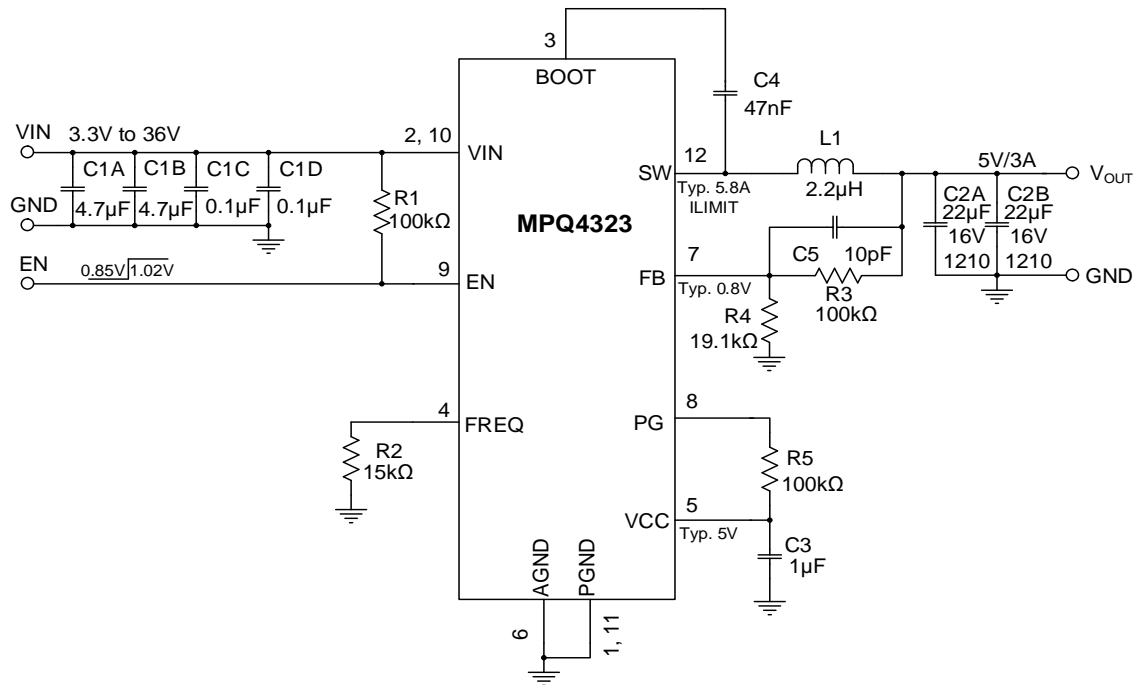 3
BOOT
C4
47nF
VIN
3.3V to 36V
2, 10
VIN
C1A
C1B
C1C
C1D
4.7µF
4.7µF
0.1µF
0.1µF
GND
R1
100kΩ
EN
0.85V
1.02V
9
EN
MPQ4323
SW
12
Typ. 5.8A
ILIMIT
L1
2.2µH
5V/3A
VOUT
C2A
22µF
16V
1210
C2B
22µF
16V
1210
GND
7
FB
Typ. 0.8V
C5
10pF
R3
100kΩ
R4
19.1kΩ
4
FREQ
R2
15kΩ
8
PG
R5
100kΩ
5
VCC
Typ. 5V
C3
1µF
AGND
PGND
6
1, 11